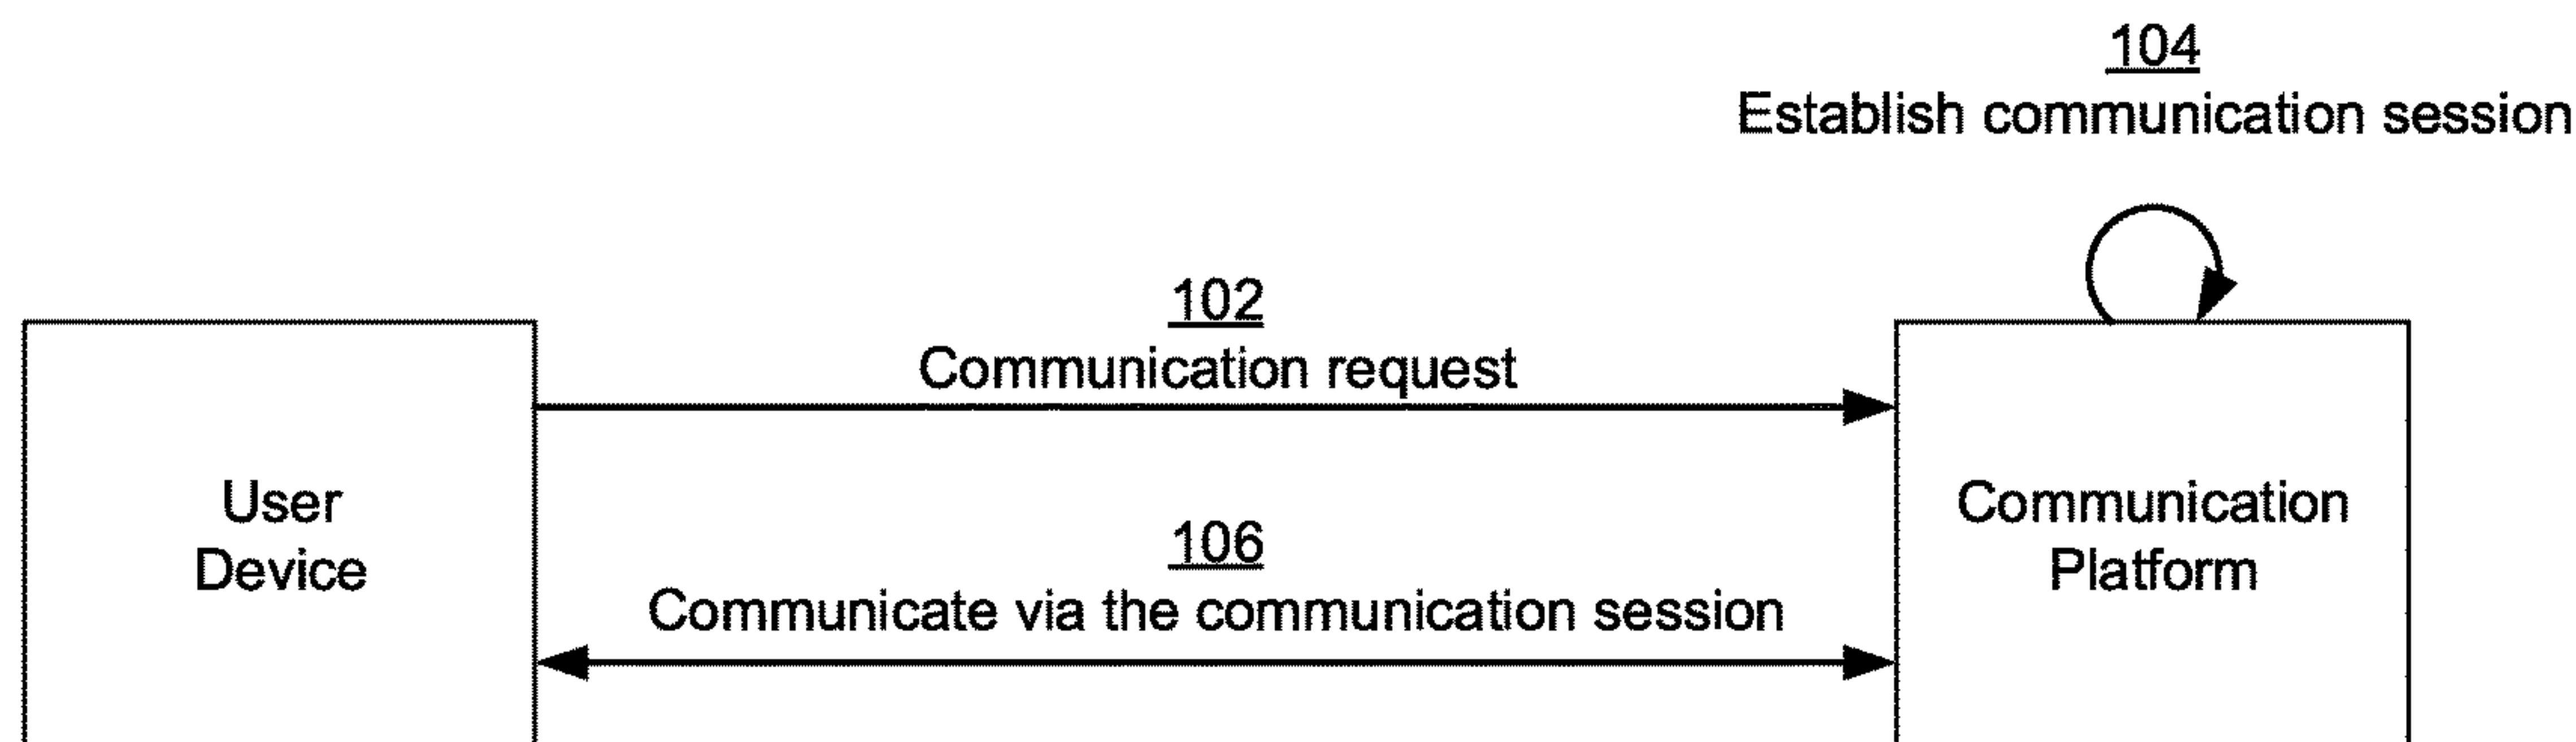 104
Establish communication session
102
Communication request
User
Device
106
Communicate via the communication session
Communication
Platform